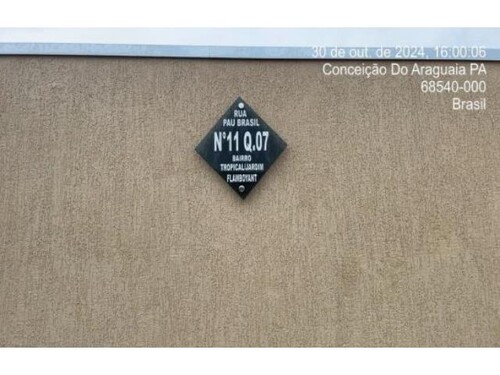 30 de out. de 2024, 16.00.06
Conceição Do Araguaia PA
68540-000
Brasil
RUA
PAU BRASIL
N°11 Q.07
BAIRRO
TROPICAL/JARDIM
FLAMBOYANT